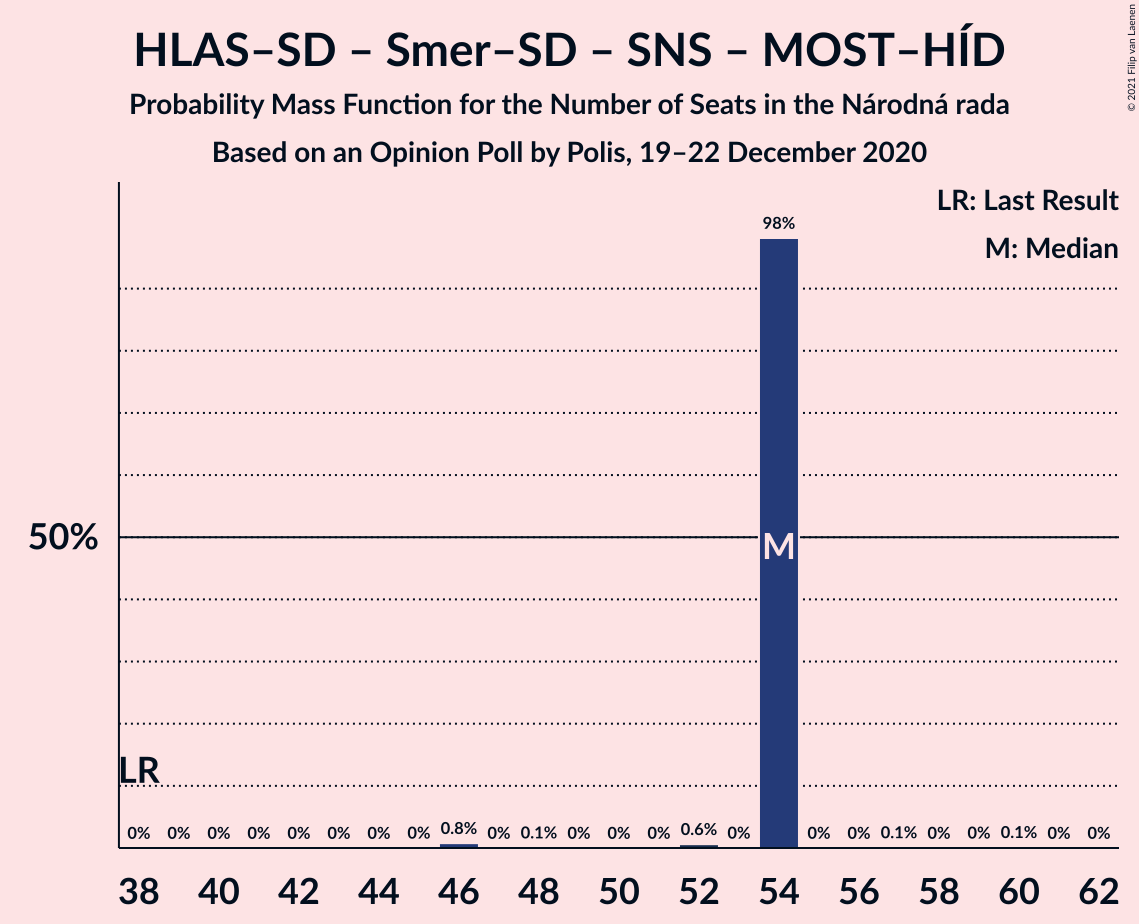 HLAS–SD – Smer–SD – SNS – MOST–HÍD
Probability Mass Function for the Number of Seats in the Národná rada
Based on an Opinion Poll by Polis, 19–22 December 2020
© 2021 Filip van Laenen
LR: Last Result
M: Median
98%
50%
M
LR
0% 0% 0% 0% 0% 0% 0% 0% 0.8% 0% 0.1% 0% 0% 0% 0.6% 0% 0% 0% 0.1% 0% 0% 0.1% 0% 0%
38 40 42 44 46 48 50 52 54 56 58 60 62